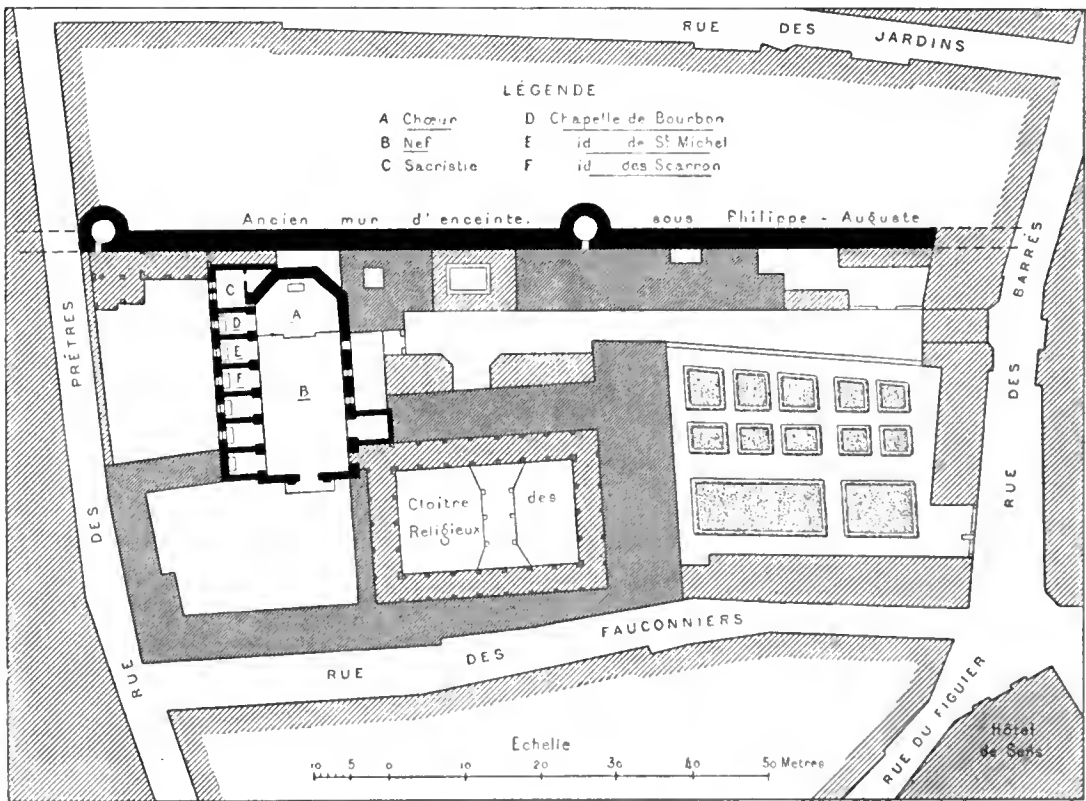 RUE DES JARDINS
LÉGENDE
A Chœur
B Nef
C Sacristie
D Chapelle de Bourbon
E id de St Michel
F id des Scarron
Ancien mur d'enceinte. sous Philippe - Auguste
RUE DES PRÊTRES
RUE DES BARRÉS
C
D
E
F
A
B
Cloître des
Religieux
RUE DES FAUCONNIERS
RUE DU FIGUIER
Hôtel
de Sens
Echelle
10 5 0 10 20 30 40 50 Metres